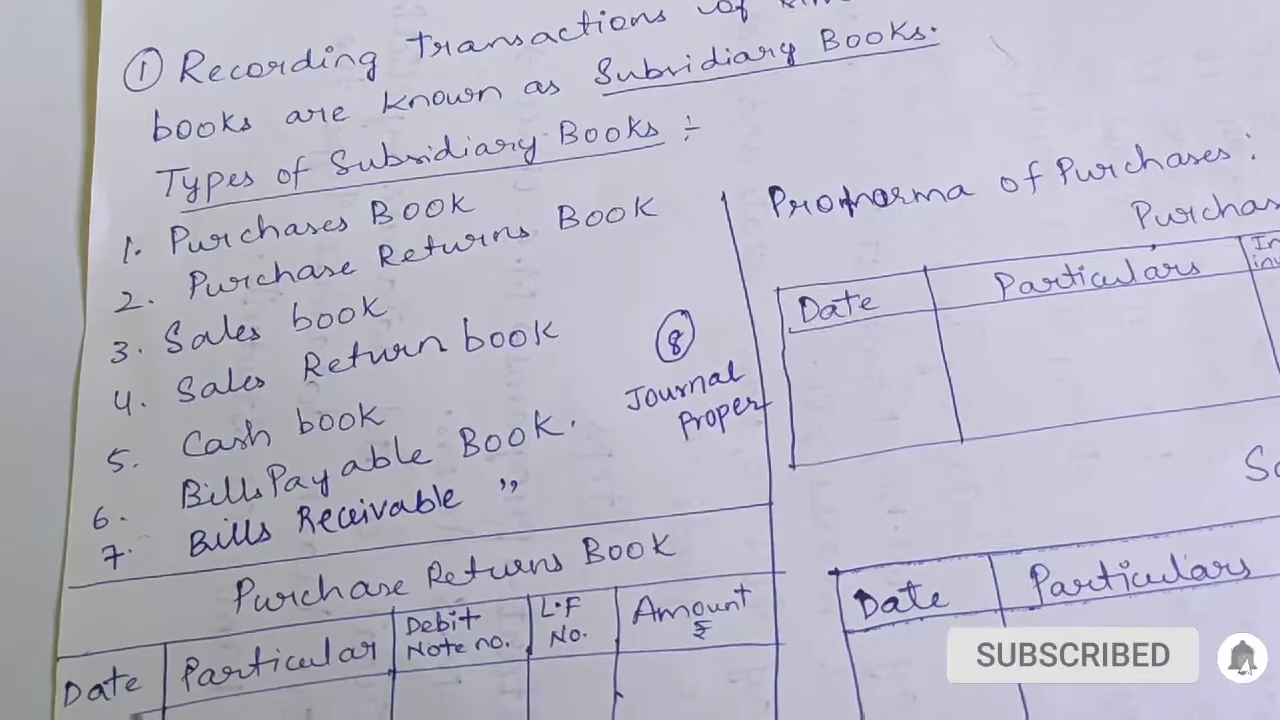 ① Recording transactions of
books are known as Subsidiary Books.
Types of Subsidiary Books :-
1. Purchases Book
2. Purchase Returns Book
3. Sales book
4. Sales Return book
5. Cash book
6. Bills Payable Book.
7. Bills Receivable ”
⑧
Journal
Proper
Purchase Returns Book
Date Particular Debit Note no. L.F No. Amount ₹
Proforma of Purchases:
Date Particulars
Date Particulars
SUBSCRIBED